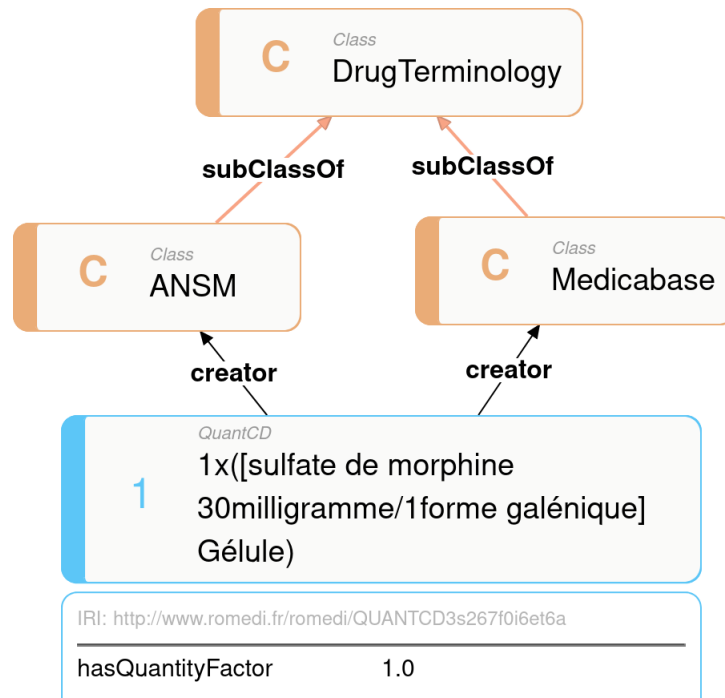 Class
C
DrugTerminology
subClassOf
subClassOf
Class
C
ANSM
Class
C
Medicabase
creator
creator
QuantCD
1
1x([sulfate de morphine
30milligramme/1forme galénique]
Gélule)
IRI: http://www.romedi.fr/romedi/QUANTCD3s267f0i6et6a
hasQuantityFactor 1.0